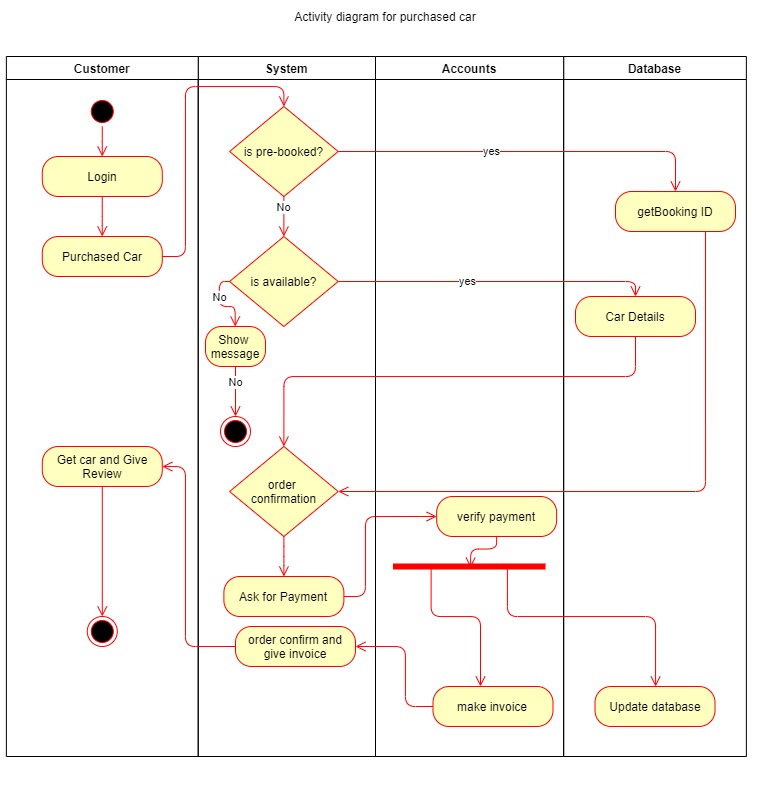 Activity diagram for purchased car
Customer
System
Accounts
Database
is pre-booked?
yes
Login
No
getBooking ID
Purchased Car
is available?
yes
No
Car Details
Show
message
No
Get car and Give
Review
order
confirmation
verify payment
Ask for Payment
order confirm and
give invoice
make invoice
Update database